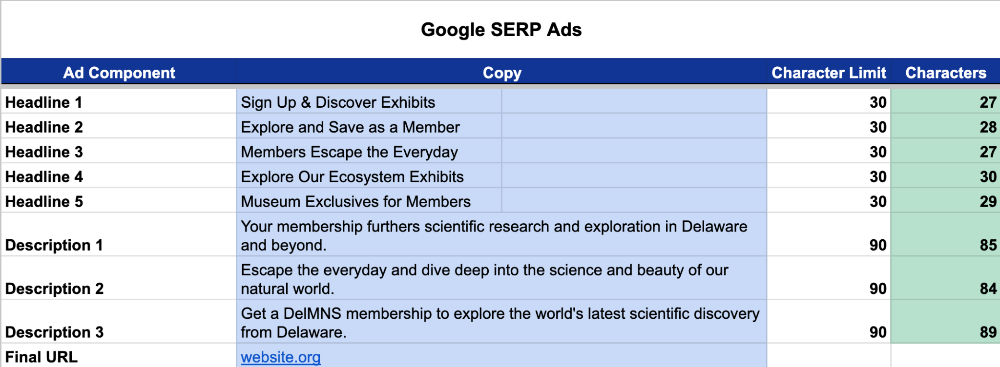 Google SERP Ads
Ad Component Copy Character Limit Characters
Headline 1 Sign Up & Discover Exhibits 30 27
Headline 2 Explore and Save as a Member 30 28
Headline 3 Members Escape the Everyday 30 27
Headline 4 Explore Our Ecosystem Exhibits 30 30
Headline 5 Museum Exclusives for Members 30 29
Your membership furthers scientific research and exploration in Delaware
Description 1 and beyond. 90 85
Escape the everyday and dive deep into the science and beauty of our
Description 2 natural world. 90 84
Get a DelMNS membership to explore the world's latest scientific discovery
Description 3 from Delaware. 90 89
Final URL website.org